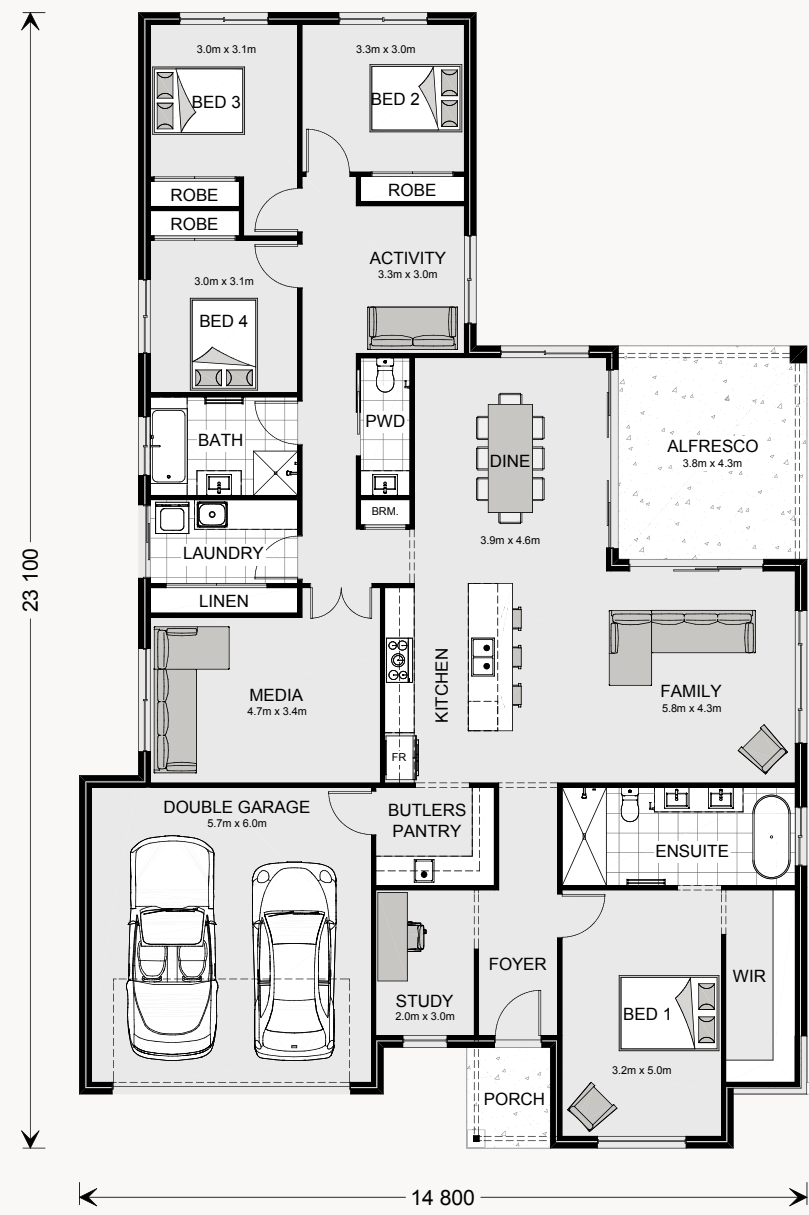 3.0m x 3.1m
3.3m x 3.0m
BED 3
BED 2
ROBE
ROBE
ROBE
ACTIVITY
3.3m x 3.0m
3.0m x 3.1m
BED 4
BATH
PWD
DINE
ALFRESCO
3.8m x 4.3m
BRM.
3.9m x 4.6m
LAUNDRY
LINEN
23 100
KITCHEN
MEDIA
4.7m x 3.4m
FAMILY
5.8m x 4.3m
FR
DOUBLE GARAGE
5.7m x 6.0m
BUTLERS
PANTRY
ENSUITE
FOYER
STUDY
2.0m x 3.0m
WIR
BED 1
3.2m x 5.0m
PORCH
14 800